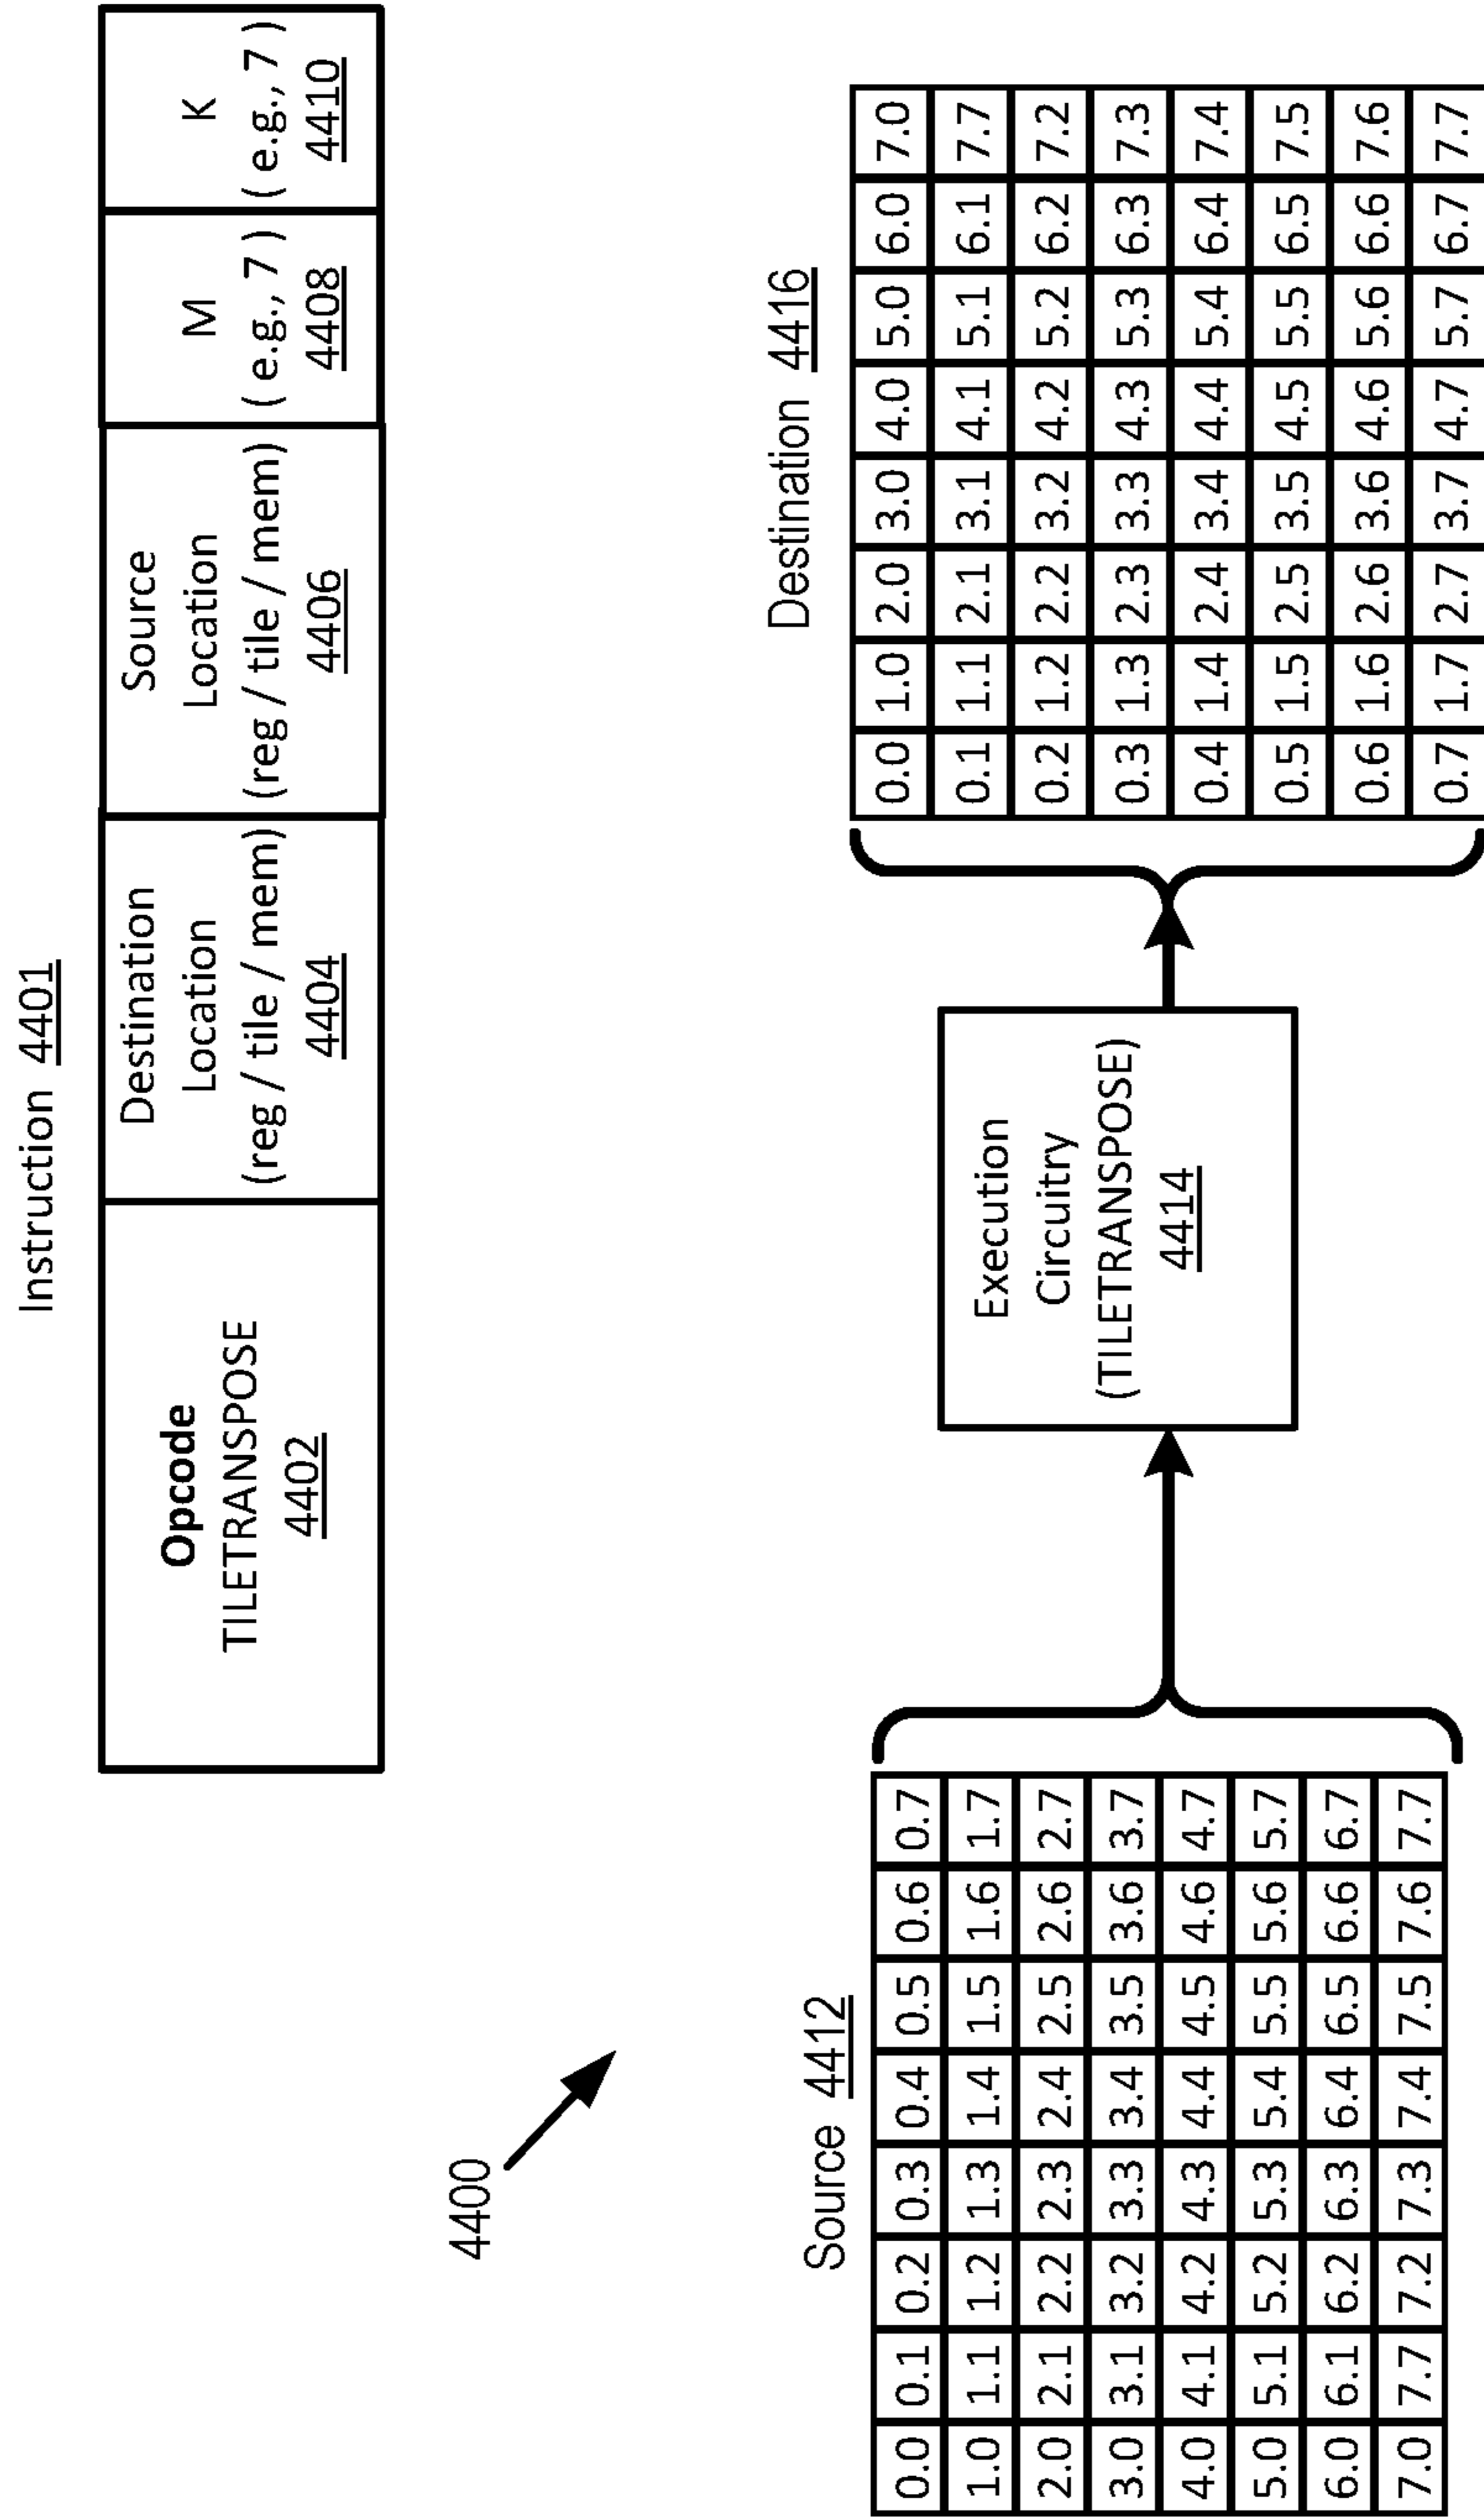 Instruction 4401
Opcode
TILETRANSPOSE
4402
Destination
Location
(reg / tile / mem)
4404
Source
Location
(reg / tile / mem)
4406
M
( e.g., 7 )
4408
K
( e.g., 7 )
4410
4400
Source 4412
0.0 0.1 0.2 0.3 0.4 0.5 0.6 0.7
1.0 1.1 1.2 1.3 1.4 1.5 1.6 1.7
2.0 2.1 2.2 2.3 2.4 2.5 2.6 2.7
3.0 3.1 3.2 3.3 3.4 3.5 3.6 3.7
4.0 4.1 4.2 4.3 4.4 4.5 4.6 4.7
5.0 5.1 5.2 5.3 5.4 5.5 5.6 5.7
6.0 6.1 6.2 6.3 6.4 6.5 6.6 6.7
7.0 7.7 7.2 7.3 7.4 7.5 7.6 7.7
Execution
Circuitry
(TILETRANSPOSE)
4414
Destination 4416
0.0 1.0 2.0 3.0 4.0 5.0 6.0 7.0
0.1 1.1 2.1 3.1 4.1 5.1 6.1 7.7
0.2 1.2 2.2 3.2 4.2 5.2 6.2 7.2
0.3 1.3 2.3 3.3 4.3 5.3 6.3 7.3
0.4 1.4 2.4 3.4 4.4 5.4 6.4 7.4
0.5 1.5 2.5 3.5 4.5 5.5 6.5 7.5
0.6 1.6 2.6 3.6 4.6 5.6 6.6 7.6
0.7 1.7 2.7 3.7 4.7 5.7 6.7 7.7